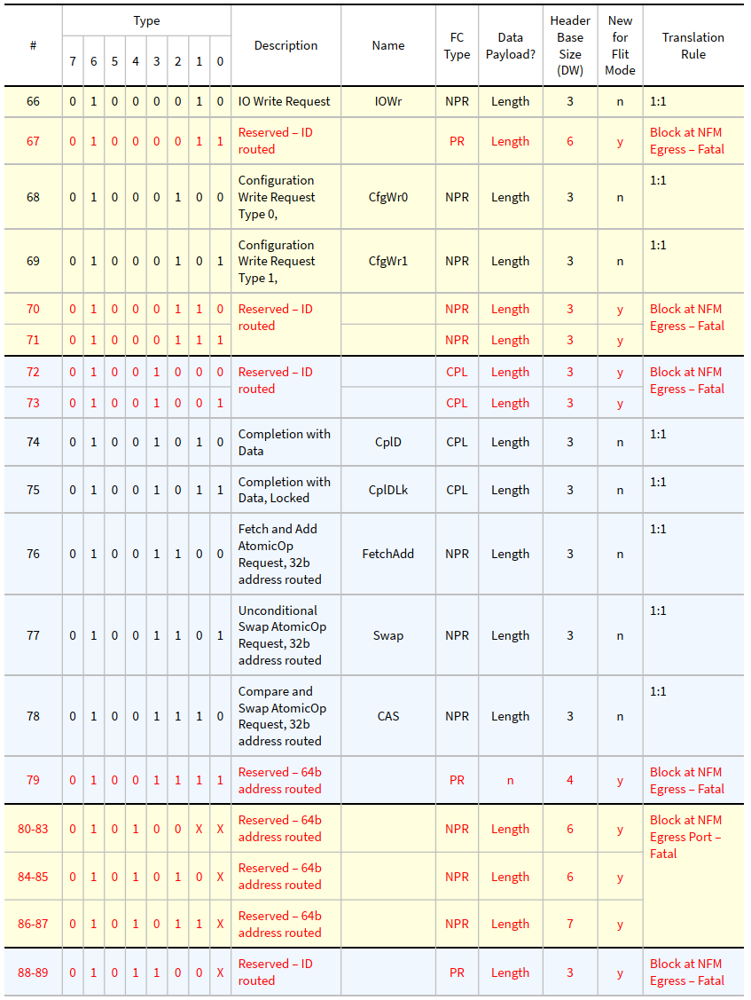 # Type Description Name FC Type Data Payload? Header Base Size (DW) New for Flit Mode Translation Rule
7 6 5 4 3 2 1 0
66 0 1 0 0 0 0 1 0 IO Write Request IOWr NPR Length 3 n 1:1
67 0 1 0 0 0 0 1 1 Reserved – ID routed PR Length 6 y Block at NFM Egress – Fatal
68 0 1 0 0 0 1 0 0 Configuration Write Request Type 0, CfgWr0 NPR Length 3 n 1:1
69 0 1 0 0 0 1 0 1 Configuration Write Request Type 1, CfgWr1 NPR Length 3 n 1:1
70 0 1 0 0 0 1 1 0 Reserved – ID routed NPR Length 3 y Block at NFM Egress – Fatal
71 0 1 0 0 0 1 1 1 NPR Length 3 y
72 0 1 0 0 1 0 0 0 Reserved – ID routed CPL Length 3 y Block at NFM Egress – Fatal
73 0 1 0 0 1 0 0 1 CPL Length 3 y
74 0 1 0 0 1 0 1 0 Completion with Data CplD CPL Length 3 n 1:1
75 0 1 0 0 1 0 1 1 Completion with Data, Locked CplDLk CPL Length 3 n 1:1
76 0 1 0 0 1 1 0 0 Fetch and Add AtomicOp Request, 32b address routed FetchAdd NPR Length 3 n 1:1
77 0 1 0 0 1 1 0 1 Unconditional Swap AtomicOp Request, 32b address routed Swap NPR Length 3 n 1:1
78 0 1 0 0 1 1 1 0 Compare and Swap AtomicOp Request, 32b address routed CAS NPR Length 3 n 1:1
79 0 1 0 0 1 1 1 1 Reserved – 64b address routed PR n 4 y Block at NFM Egress – Fatal
80-83 0 1 0 1 0 0 X X Reserved – 64b address routed NPR Length 6 y Block at NFM Egress Port – Fatal
84-85 0 1 0 1 0 1 0 X Reserved – 64b address routed NPR Length 6 y
86-87 0 1 0 1 0 1 1 X Reserved – 64b address routed NPR Length 7 y
88-89 0 1 0 1 1 0 0 X Reserved – ID routed PR Length 3 y Block at NFM Egress – Fatal